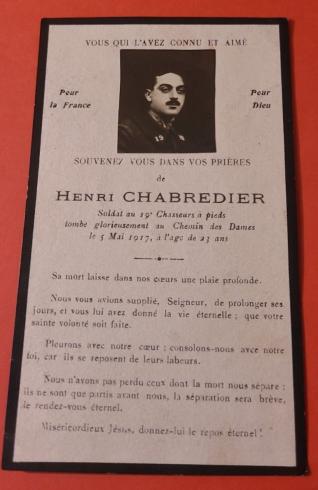 VOUS QUI L'AVEZ CONNU ET AIMÉ
Pour
la France
Pour
Dieu
SOUVENEZ VOUS DANS VOS PRIÈRES
de
HENRI CHABREDIER
Soldat au 19e Chasseurs à pieds
tombe glorieusement au Chemin des Dames
le 5 Mai 1917, à l'age de 23 ans
Sa mort laisse dans nos cœurs une plaie profonde.
Nous vous avions supplié, Seigneur, de prolonger ses
jours, et vous lui avez donné la vie éternelle ; que votre
sainte volonté soit faite.
Pleurons avec notre cœur : consolons-nous avec notre
foi, car ils se reposent de leurs labeurs.
Nous n'avons pas perdu ceux dont la mort nous sépare :
ils ne sont que partis avant nous, la séparation sera brève,
le rendez-vous éternel.
Miséricordieux Jésus, donnez-lui le repos éternel !